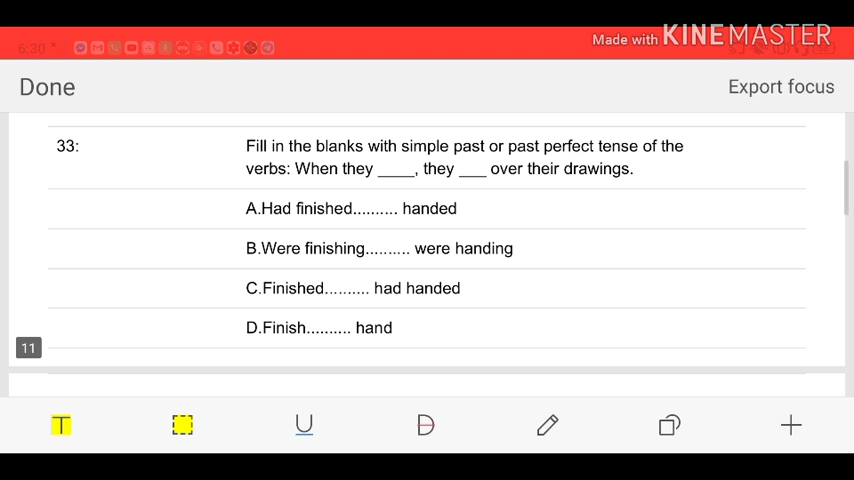 6:30
Made with KINEMASTER
Done
Export focus
33:
Fill in the blanks with simple past or past perfect tense of the
verbs: When they ____, they ___ over their drawings.
A.Had finished.......... handed
B.Were finishing.......... were handing
C.Finished.......... had handed
D.Finish.......... hand
11
T
U
D